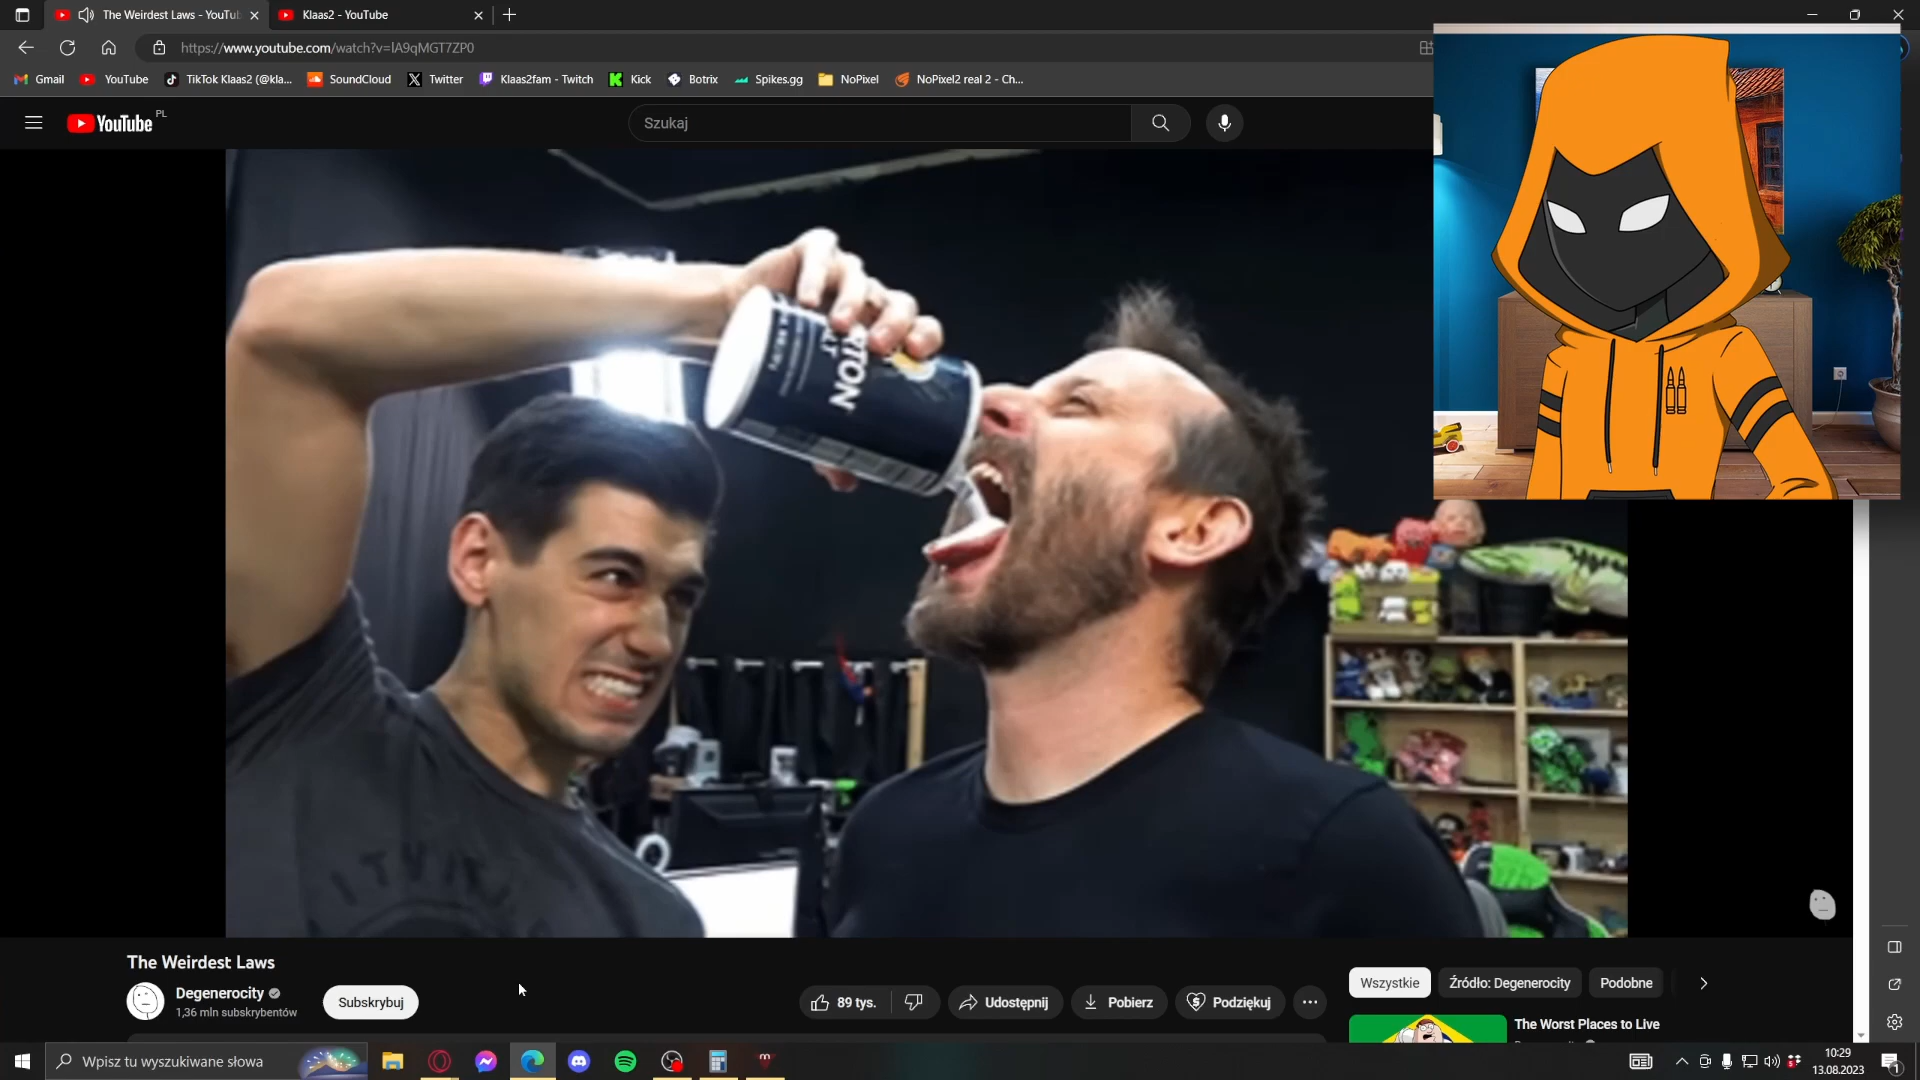 The Weirdest Laws - YouTub
Klaas2 - YouTube
https://www.youtube.com/watch?v=lA9qMGT7ZP0
Gmail
YouTube
TikTok Klaas2 (@kla...
SoundCloud
Twitter
Klaas2fam - Twitch
Kick
Botrix
Spikes.gg
NoPixel
NoPixel2 real 2 - Ch...
YouTube PL
Szukaj
The Weirdest Laws
Degenerocity
1,36 mln subskrybentów
Subskrybuj
89 tys.
Udostępnij
Pobierz
Podziękuj
Wszystkie
Źródło: Degenerocity
Podobne
The Worst Places to Live
Wpisz tu wyszukiwane słowa
10:29
13.08.2023
1